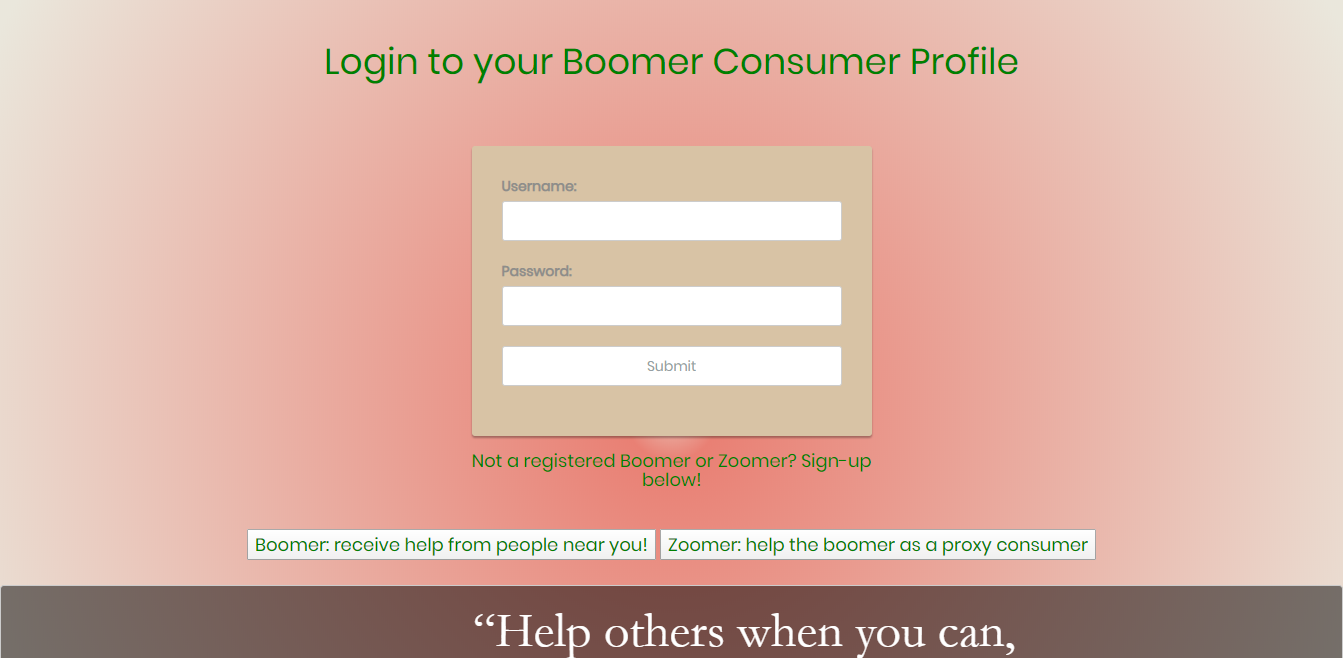 Login to your Boomer Consumer Profile
Username:
Password:
Submit
Not a registered Boomer or Zoomer? Sign-up
below!
Boomer: receive help from people near you! Zoomer: help the boomer as a proxy consumer
“Help others when you can,